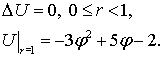 ΔU = 0, 0 ≤ r < 1,
U|_{r=1} = −3φ² + 5φ − 2.